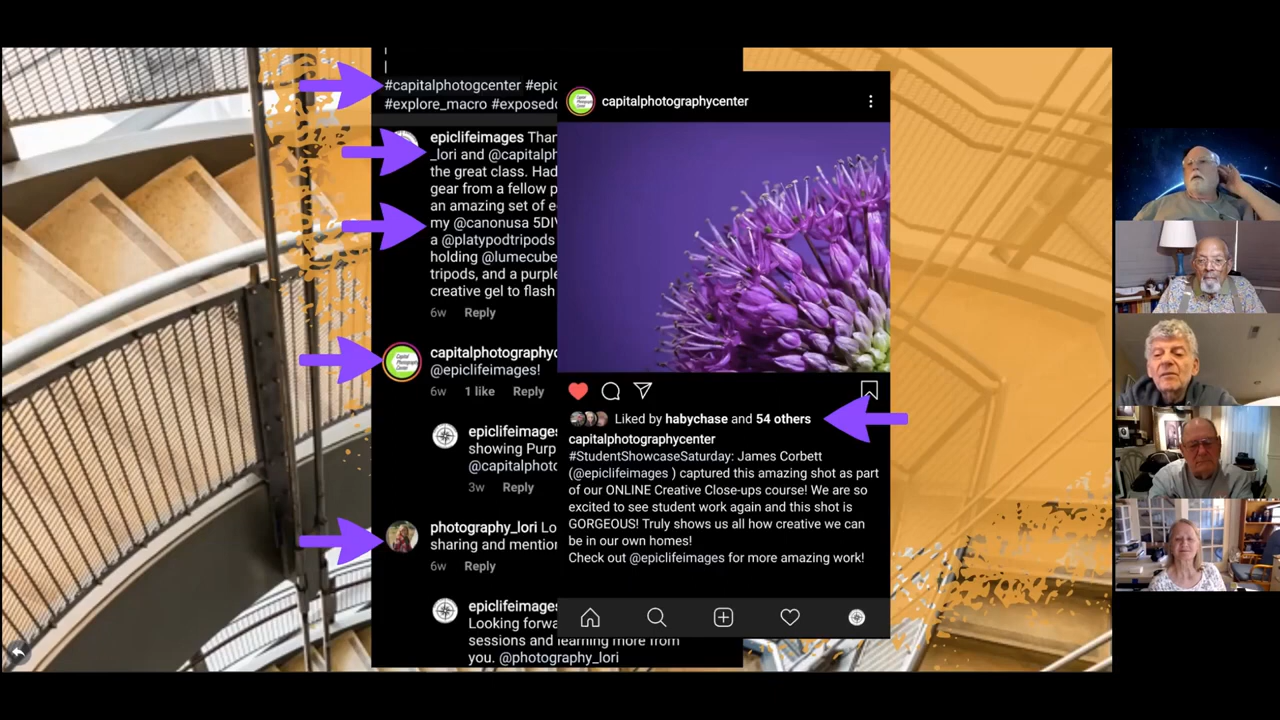 #capitalphotogcenter #epic
#explore_macro #exposed
epiclifeimages Than
_lori and @capitalph
the great class. Had
gear from a fellow p
an amazing set of e
my @canonusa 5DIV
a @platypodtripods
holding @lumecube
tripods, and a purple
creative gel to flash
6w Reply
capitalphotographyc
@epiclifeimages!
6w 1 like Reply
epiclifeimages
showing Purp
@capitalphoto
3w Reply
photography_lori Lo
sharing and mention
6w Reply
epiclifeimages
Looking forwa
sessions and learning more from
you. @photography_lori
capitalphotographycenter
Liked by habychase and 54 others
capitalphotographycenter
#StudentShowcaseSaturday: James Corbett
(@epiclifeimages ) captured this amazing shot as part
of our ONLINE Creative Close-ups course! We are so
excited to see student work again and this shot is
GORGEOUS! Truly shows us all how creative we can
be in our own homes!
Check out @epiclifeimages for more amazing work!